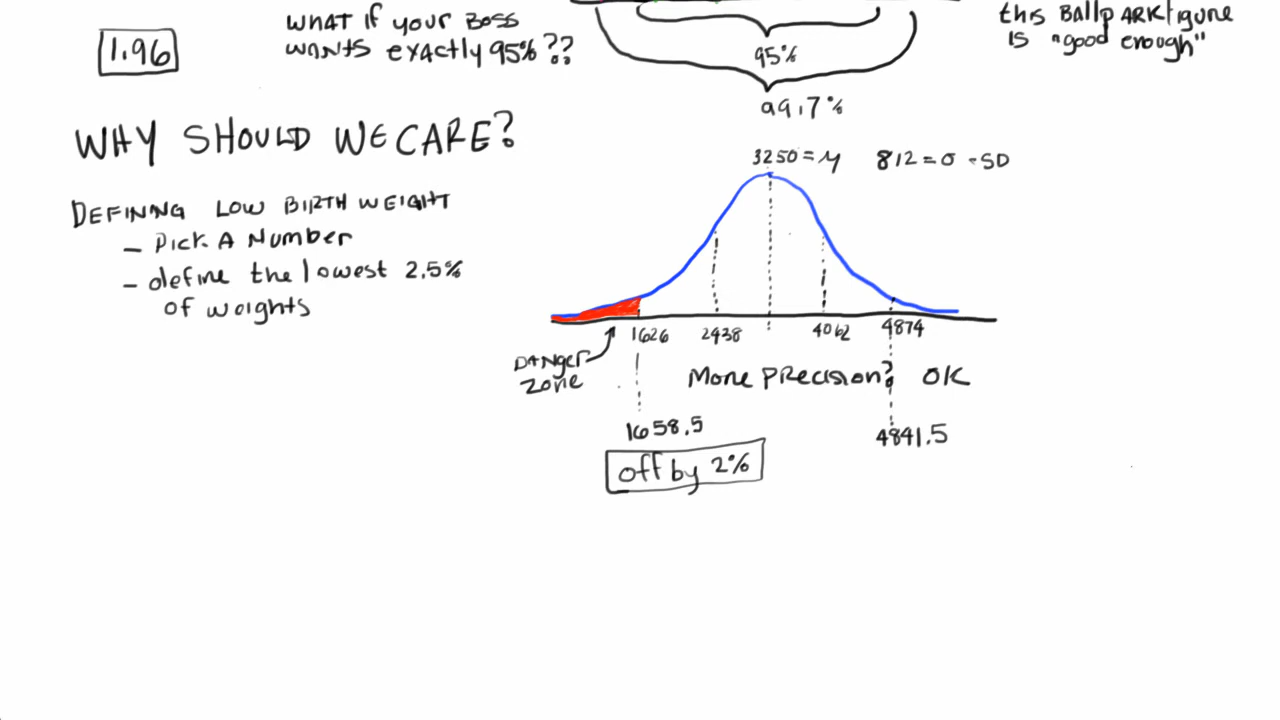 1.96
WHAT if your Boss
wants exactly 95%??
95%
99.7%
this BallpARK figure
is "good enough"
WHY SHOULD WE CARE?
3250 = μ 812 = σ = SD
DEFINING LOW BIRTH WEIGHT
- Pick A Number
- define the lowest 2.5%
of weights
1626 2438 4062 4874
DANger
zone
More precision? OK
1658.5
4841.5
off by 2%